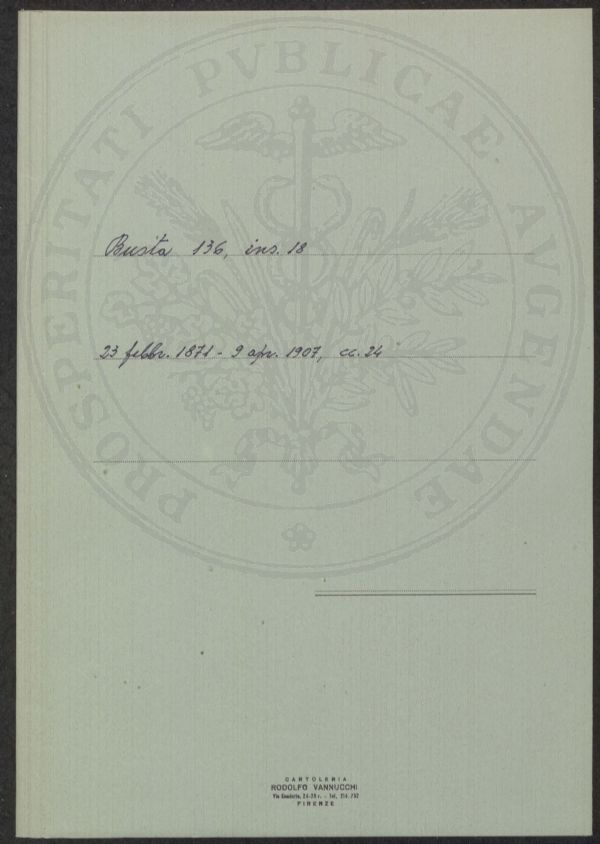 PROSPERITATI PVBLICAE AVGENDAE
Busta 136, ins. 18
23 febbr. 1871 - 9 apr. 1907, cc. 24
CARTOLERIA
RODOLFO VANNUCCHI
FIRENZE